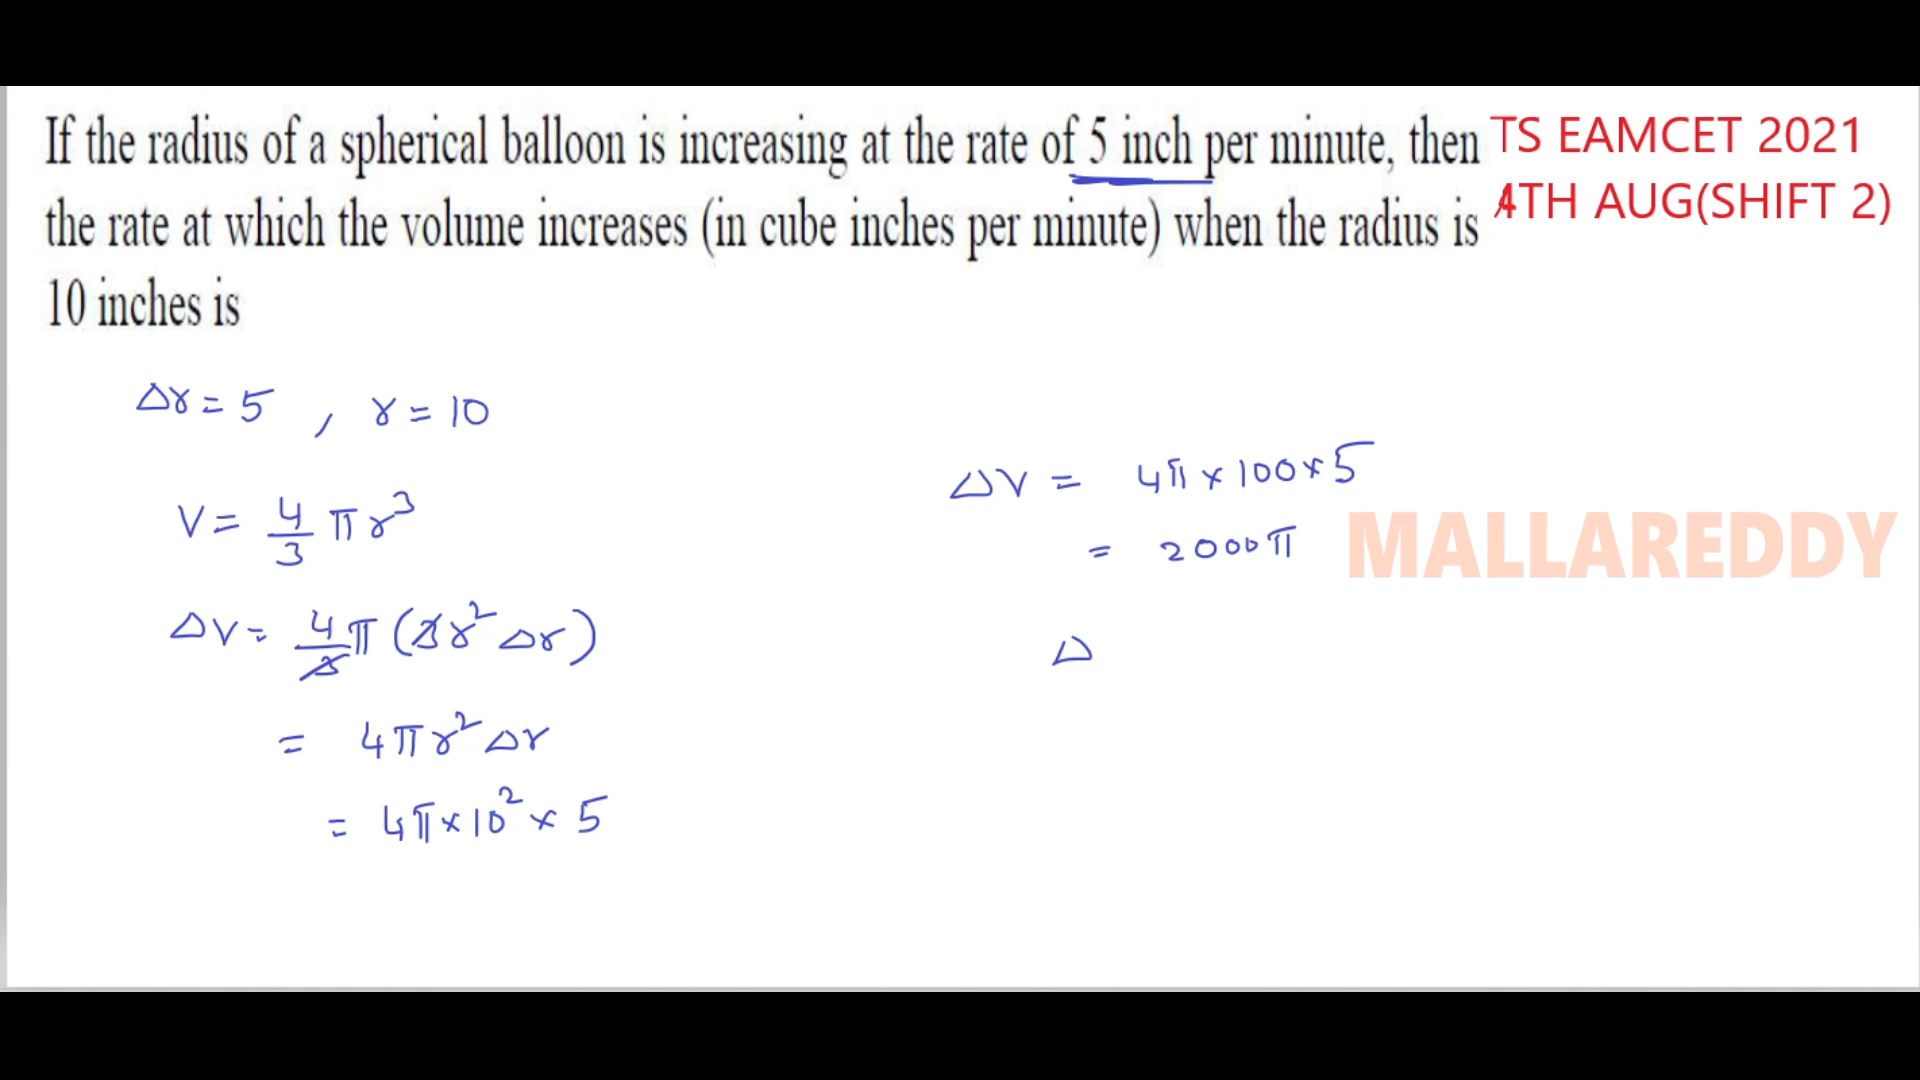 If the radius of a spherical balloon is increasing at the rate of 5 inch per minute, then
the rate at which the volume increases (in cube inches per minute) when the radius is
10 inches is
TS EAMCET 2021
4TH AUG(SHIFT 2)
Δr = 5 , r = 10
V = 4/3 π r³
ΔV = 4/3 π (3r² Δr)
= 4πr² Δr
= 4π × 10² × 5
ΔV = 4π × 100 × 5
= 2000π
Δ
MALLAREDDY